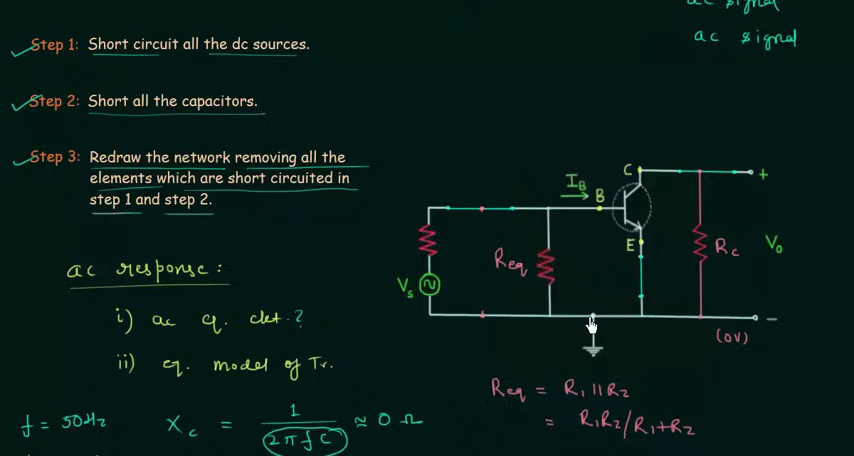 ac signal
ac signal
Step 1: Short circuit all the dc sources.
Step 2: Short all the capacitors.
Step 3: Redraw the network removing all the
elements which are short circuited in
step 1 and step 2.
ac response:
i) ac eq. ckt.?
ii) eq. model of Tr.
f = 50Hz
Xc = 1/2πfC ≈ 0 Ω
Vs
Req
IB
B
C
E
Rc
+
Vo
-
(0V)
Req = R1||R2
= R1R2/R1+R2